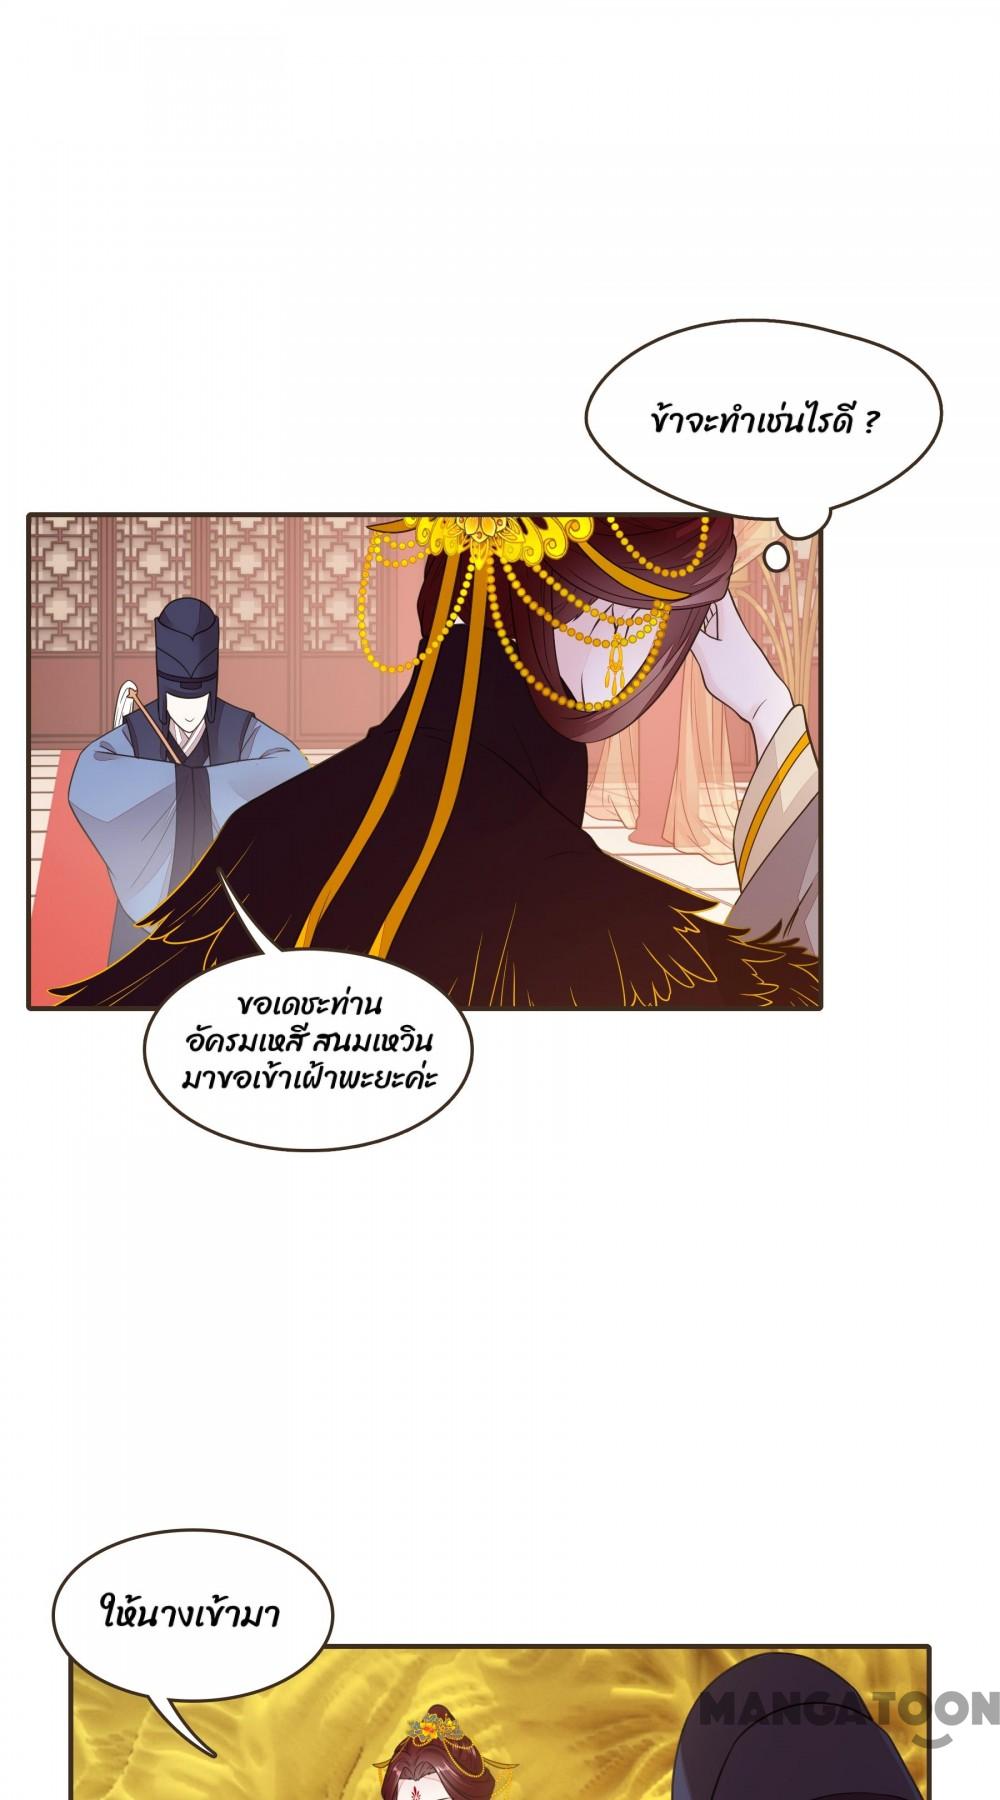 ข้าจะทำเช่นไรดี ?
ขอเดชะท่าน
อัครมเหสี สนมเหวิน
มาขอเข้าเฝ้าพะยะค่ะ
ให้นางเข้ามา
MANGATOON